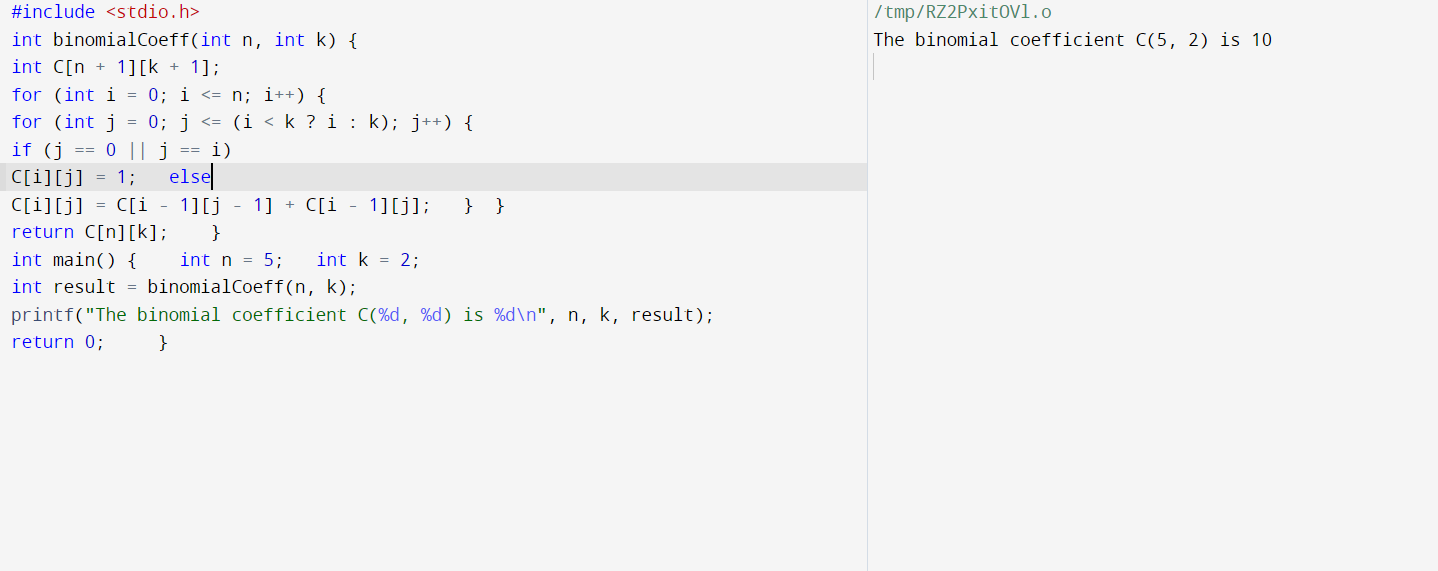 #include <stdio.h>
int binomialCoeff(int n, int k) {
int C[n + 1][k + 1];
for (int i = 0; i <= n; i++) {
for (int j = 0; j <= (i < k ? i : k); j++) {
if (j == 0 || j == i)
C[i][j] = 1;   else
C[i][j] = C[i - 1][j - 1] + C[i - 1][j];   }  }
return C[n][k];    }
int main() {    int n = 5;   int k = 2;
int result = binomialCoeff(n, k);
printf("The binomial coefficient C(%d, %d) is %d\n", n, k, result);
return 0;     }
/tmp/RZ2PxitOVl.o
The binomial coefficient C(5, 2) is 10